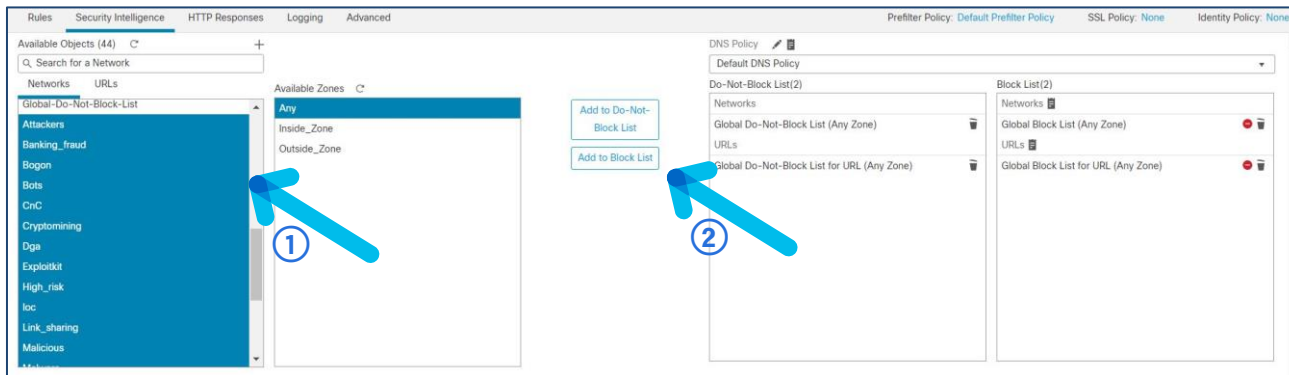 Rules Security Intelligence HTTP Responses Logging Advanced Prefilter Policy: Default Prefilter Policy SSL Policy: None Identity Policy: None
Available Objects (44)
Search for a Network
Networks URLs
Global-Do-Not-Block-List
Attackers
Banking_fraud
Bogon
Bots
CnC
Cryptomining
Dga
Exploitkit
High_risk
Ioc
Link_sharing
Malicious
Malware
1
Available Zones
Any
Inside_Zone
Outside_Zone
Add to Do-Not-
Block List
Add to Block List
2
DNS Policy
Default DNS Policy
Do-Not-Block List(2)
Networks
Global Do-Not-Block List (Any Zone)
URLs
Global Do-Not-Block List for URL (Any Zone)
Block List(2)
Networks
Global Block List (Any Zone)
URLs
Global Block List for URL (Any Zone)